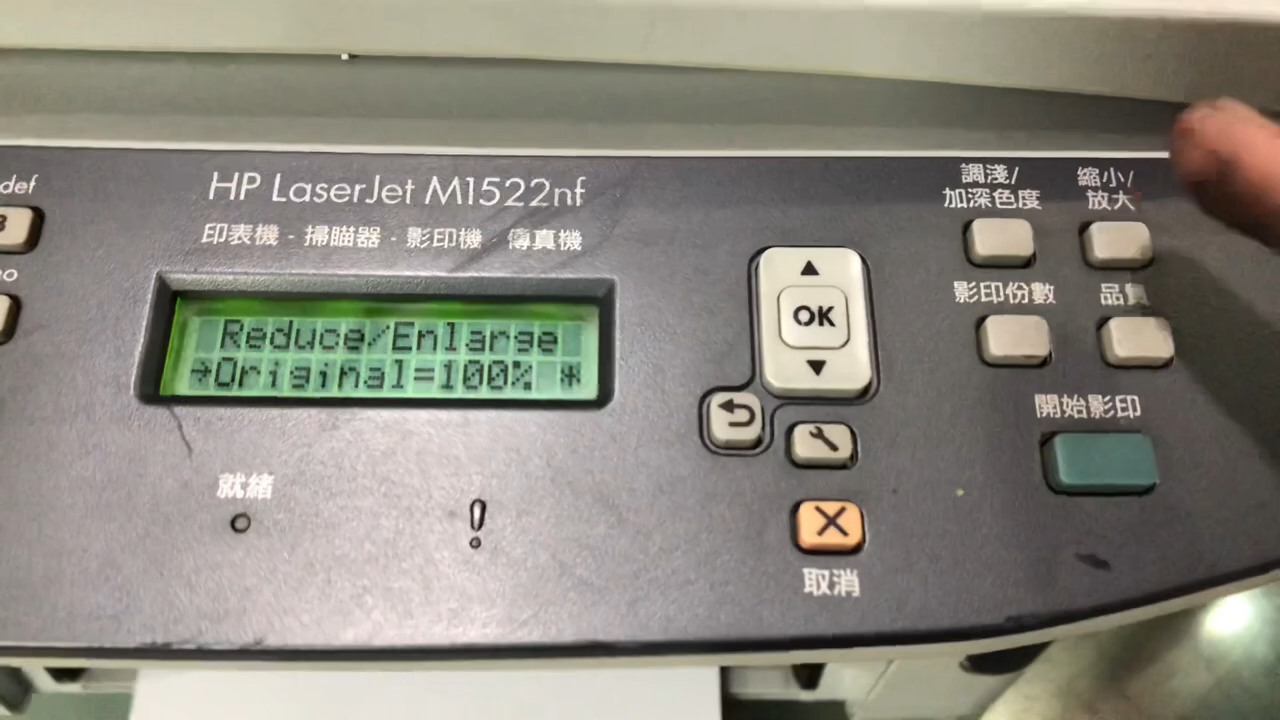 def
HP LaserJet M1522nf
印表機 - 掃瞄器 - 影印機 - 傳真機
Reduce/Enlarge
→Original=100% *
就緒
!
OK
取消
調淺/
加深色度
縮小/
放大
影印份數
品質
開始影印